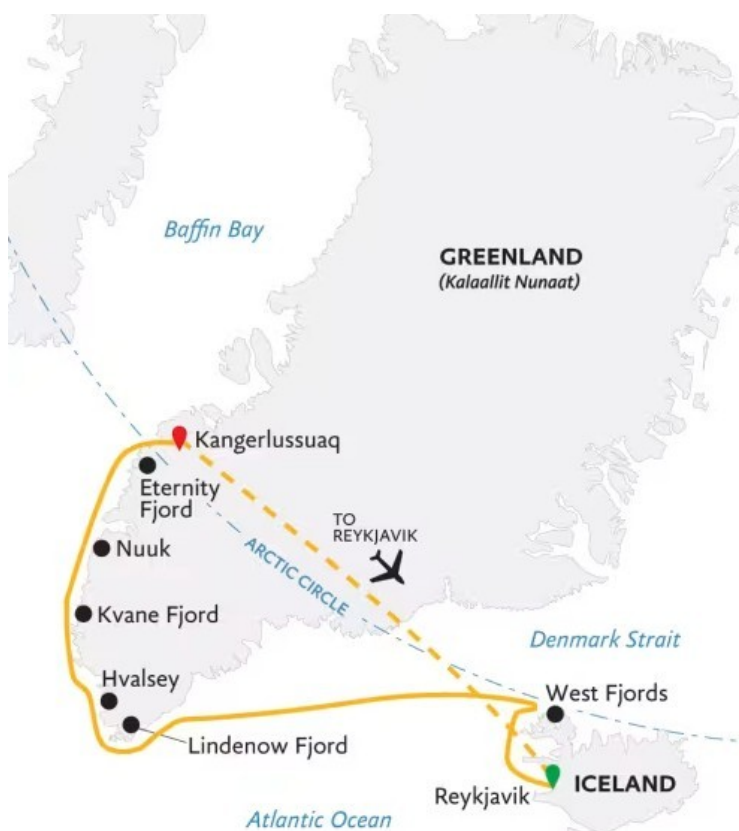 Baffin Bay
GREENLAND
(Kalaallit Nunaat)
Kangerlussuaq
Eternity
Fjord
TO
REYKJAVIK
Nuuk
ARCTIC CIRCLE
Kvane Fjord
Denmark Strait
Hvalsey
West Fjords
Lindenow Fjord
ICELAND
Reykjavik
Atlantic Ocean